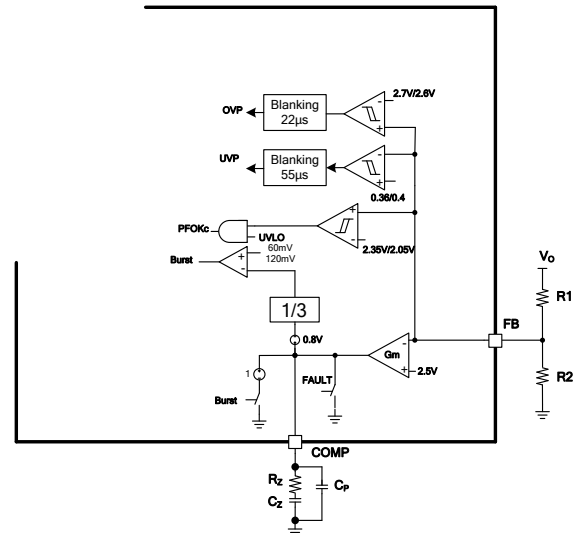 2.7V/2.6V
-
OVP
Blanking
22μs
+
UVP
Blanking
55μs
-
+
0.36/0.4
PFOKc
+
UVLO
-
2.35V/2.05V
Burst
+
60mV
-
120mV
Vo
R1
1/3
FB
0.8V
-
Gm
+
2.5V
R2
1
FAULT
Burst
COMP
RZ
CP
CZ